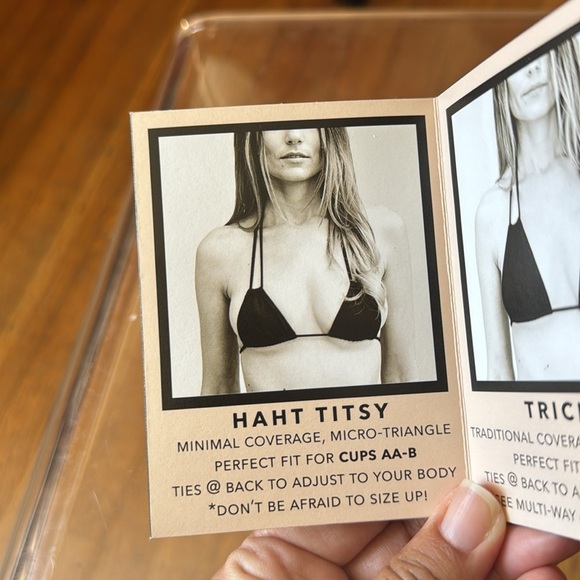 HAHT TITSY
MINIMAL COVERAGE, MICRO-TRIANGLE
PERFECT FIT FOR CUPS AA-B
TIES @ BACK TO ADJUST TO YOUR BODY
*DON'T BE AFRAID TO SIZE UP!
TRIC
TRADITIONAL COVERA
PERFECT FIT
TIES @ BACK TO A
SEE MULTI-WAY